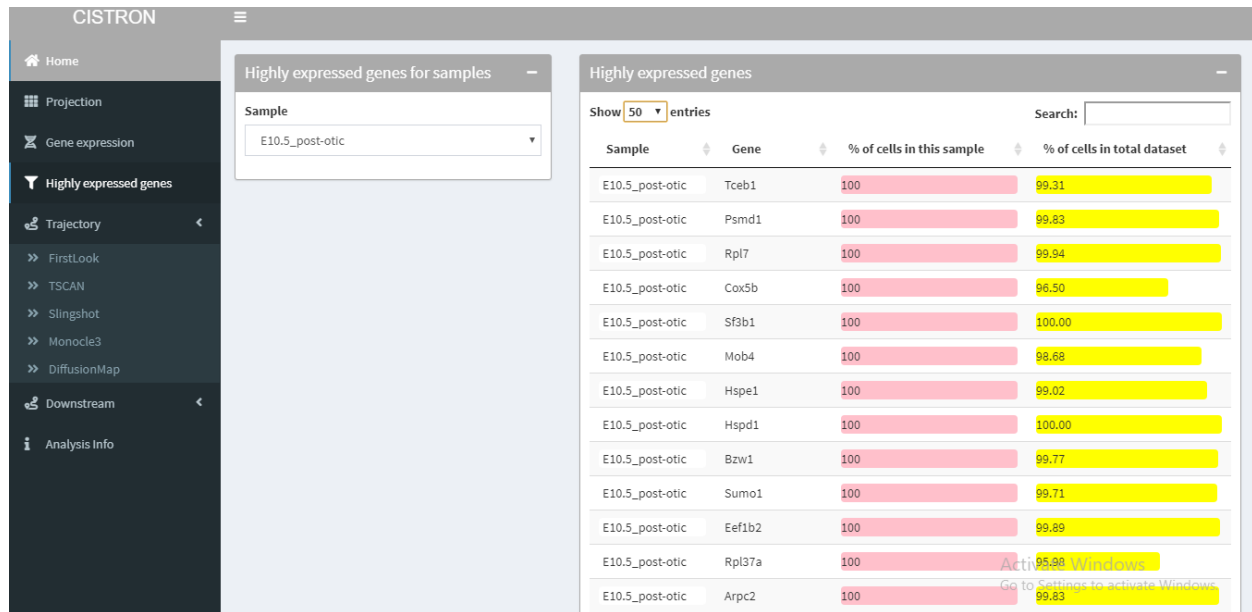 CISTRON
Home
Projection
Gene expression
Highly expressed genes
Trajectory
FirstLook
TSCAN
Slingshot
Monocle3
DiffusionMap
Downstream
Analysis Info
Highly expressed genes for samples
Sample
E10.5_post-otic
Highly expressed genes
Show 50 entries
Search:
Sample Gene % of cells in this sample % of cells in total dataset
E10.5_post-otic Tceb1 100 99.31
E10.5_post-otic Psmd1 100 99.83
E10.5_post-otic Rpl7 100 99.94
E10.5_post-otic Cox5b 100 96.50
E10.5_post-otic Sf3b1 100 100.00
E10.5_post-otic Mob4 100 98.68
E10.5_post-otic Hspe1 100 99.02
E10.5_post-otic Hspd1 100 100.00
E10.5_post-otic Bzw1 100 99.77
E10.5_post-otic Sumo1 100 99.71
E10.5_post-otic Eef1b2 100 99.89
E10.5_post-otic Rpl37a 100 95.98
Activate Windows
Go to Settings to activate Windows.
E10.5_post-otic Arpc2 100 99.83